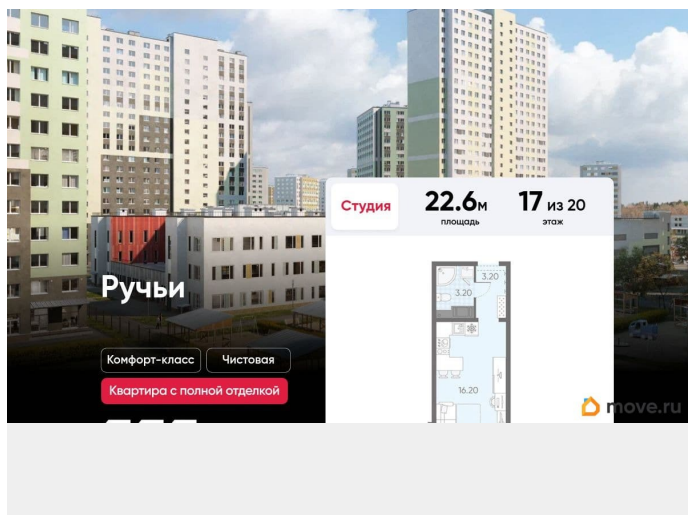 Студия
22.6м
площадь
17 из 20
этаж
3.20
3.20
Ручьи
Комфорт-класс
Чистовая
Квартира с полной отделкой
16.20
move.ru